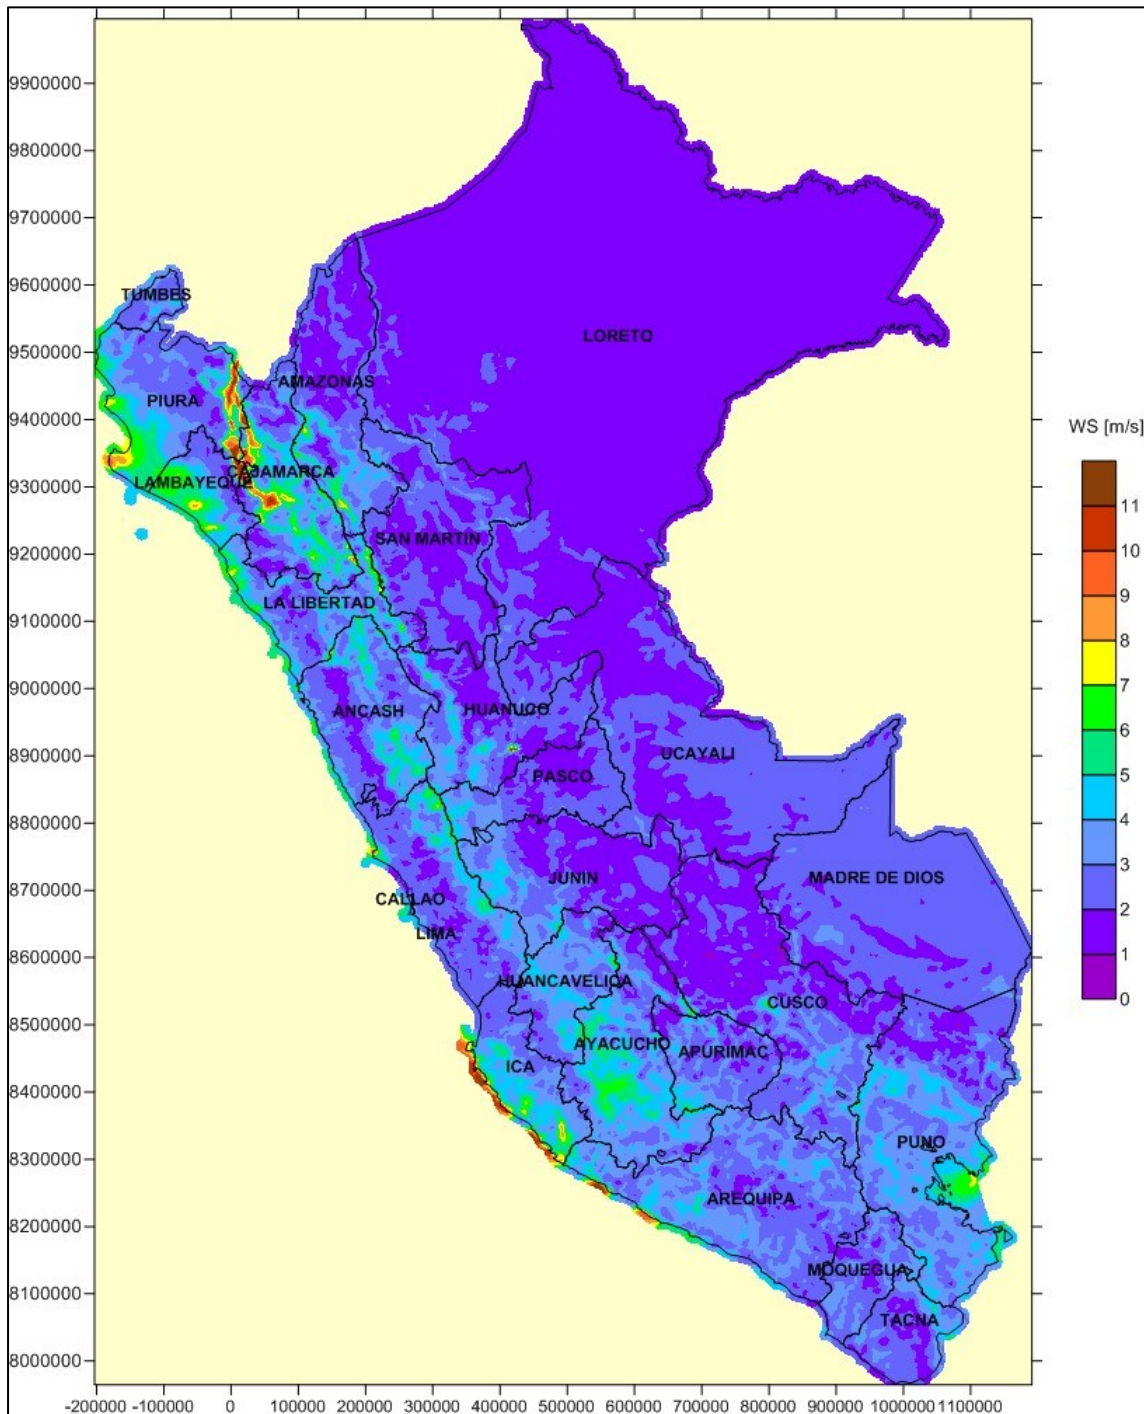 9900000
9800000
9700000
9600000
TUMBES
9500000
LORETO
AMAZONAS
PIURA
9400000
WS [m/s]
CAJAMARCA
LAMBAYEQUE
9300000
11
10
SAN MARTIN
9200000
9
LA LIBERTAD
9100000
8
7
9000000
HUANUCO
ANCASH
6
UCAYALI
8900000
PASCO
5
4
8800000
3
MADRE DE DIOS
JUNIN
8700000
CALLAO
2
LIMA
8600000
1
HUANCAVELICA
0
CUSCO
8500000
AYACUCHO
APURIMAC
ICA
8400000
PUNO
8300000
AREQUIPA
8200000
MOQUEGUA
8100000
TACNA
8000000
-200000 -100000 0 100000 200000 300000 400000 500000 600000 700000 800000 900000 1000000 1100000